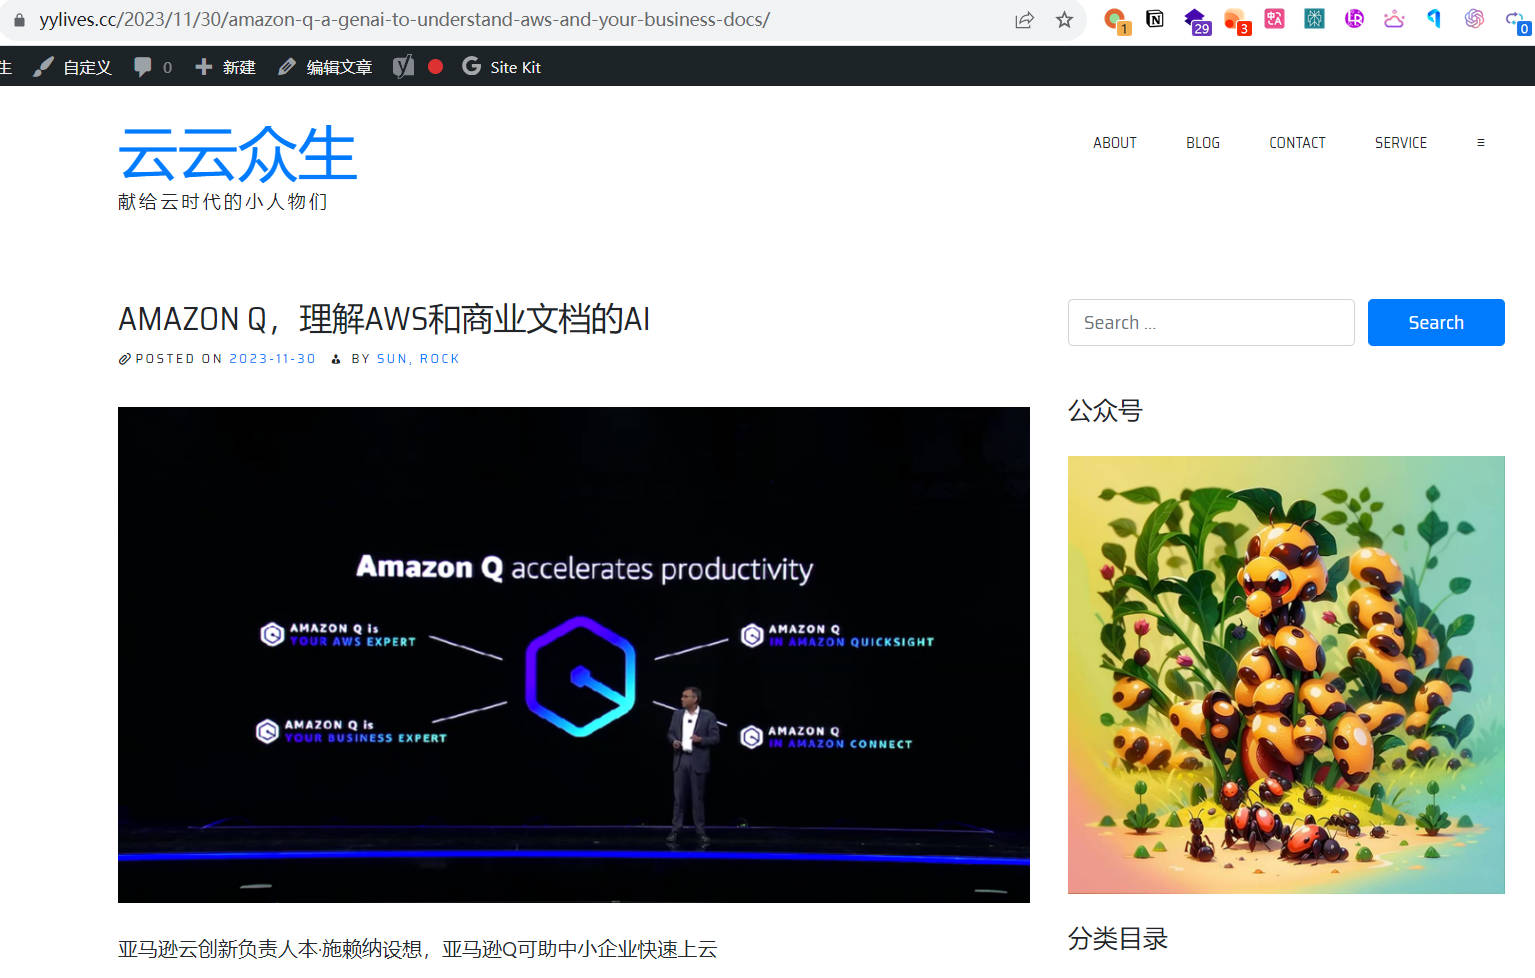 yylives.cc/2023/11/30/amazon-q-a-genai-to-understand-aws-and-your-business-docs/
1
29
3
0
生 自定义 0 新建 编辑文章 Site Kit
云云众生
献给云时代的小人物们
ABOUT BLOG CONTACT SERVICE ≡
AMAZON Q，理解AWS和商业文档的AI
POSTED ON 2023-11-30 BY SUN, ROCK
Search ... Search
公众号
Amazon Q accelerates productivity
AMAZON Q is
YOUR AWS EXPERT
AMAZON Q
IN AMAZON QUICKSIGHT
AMAZON Q is
YOUR BUSINESS EXPERT
AMAZON Q
IN AMAZON CONNECT
分类目录
亚马逊云创新负责人本·施赖纳设想，亚马逊Q可助中小企业快速上云